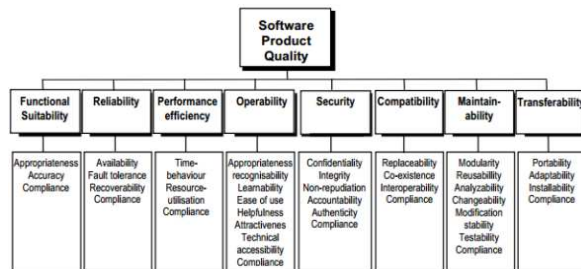 Software
Product
Quality
Functional
Suitability
Reliability
Performance
efficiency
Operability
Security
Compatibility
Maintain-
ability
Transferability
Appropriateness
Accuracy
Compliance
Availability
Fault tolerance
Recoverability
Compliance
Time-
behaviour
Resource-
utilisation
Compliance
Appropriateness
recognisability
Learnability
Ease of use
Helpfulness
Attractivenes
Technical
accessibility
Compliance
Confidentiality
Integrity
Non-repudiation
Accountability
Authenticity
Compliance
Replaceability
Co-existence
Interoperability
Compliance
Modularity
Reusability
Analyzability
Changeability
Modification
stability
Testability
Compliance
Portability
Adaptability
Installability
Compliance